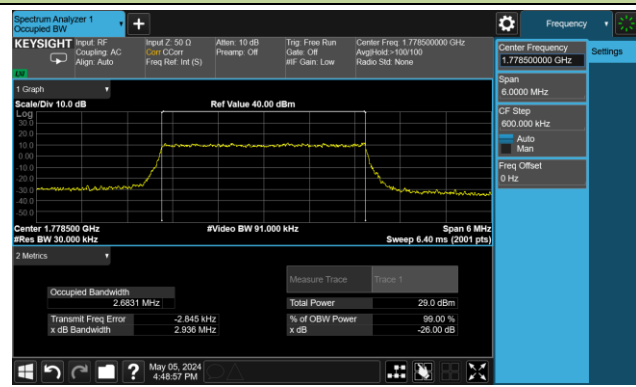 Spectrum Analyzer 1
Occupied BW
Frequency
KEYSIGHT
Input: RF
Coupling: AC
Align: Auto
Input Z: 50 Ω
Corr CCorr
Freq Ref: Int (S)
Atten: 10 dB
Preamp: Off
Trig: Free Run
Gate: Off
#IF Gain: Low
Center Freq: 1.778500000 GHz
Avg|Hold:>100/100
Radio Std: None
Center Frequency
1.778500000 GHz
Settings
Span
6.0000 MHz
CF Step
600.000 kHz
Auto
Man
Freq Offset
0 Hz
1 Graph
Scale/Div 10.0 dB
Ref Value 40.00 dBm
Log
30.0
20.0
10.0
0.00
-10.0
-20.0
-30.0
-40.0
-50.0
Center 1.778500 GHz
#Video BW 91.000 kHz
Span 6 MHz
#Res BW 30.000 kHz
Sweep 6.40 ms (2001 pts)
2 Metrics
Measure Trace
Trace 1
Occupied Bandwidth
2.6831 MHz
Total Power
29.0 dBm
Transmit Freq Error
-2.845 kHz
% of OBW Power
99.00 %
x dB Bandwidth
2.936 MHz
x dB
-26.00 dB
?
May 05, 2024
4:48:57 PM